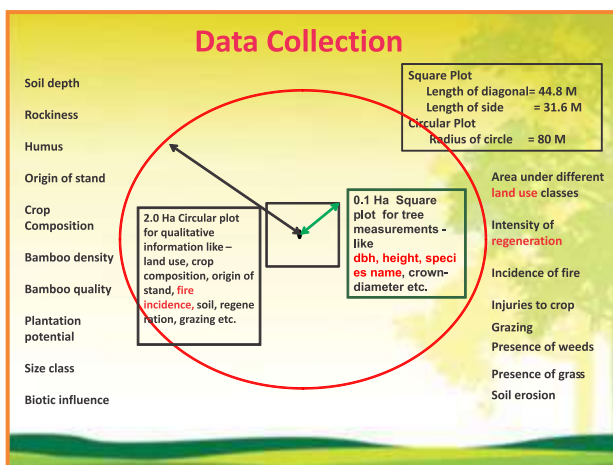 Data Collection
Soil depth
Rockiness
Humus
Origin of stand
Crop
Composition
Bamboo density
Bamboo quality
Plantation
potential
Size class
Biotic influence
2.0 Ha Circular plot
for qualitative
information like –
land use, crop
composition, origin of
stand, fire
incidence, soil, regene
ration, grazing etc.
0.1 Ha Square
plot for tree
measurements -
like
dbh, height, speci
es name, crown-
diameter etc.
Square Plot
Length of diagonal= 44.8 M
Length of side = 31.6 M
Circular Plot
Radius of circle = 80 M
Area under different
land use classes
Intensity of
regeneration
Incidence of fire
Injuries to crop
Grazing
Presence of weeds
Presence of grass
Soil erosion